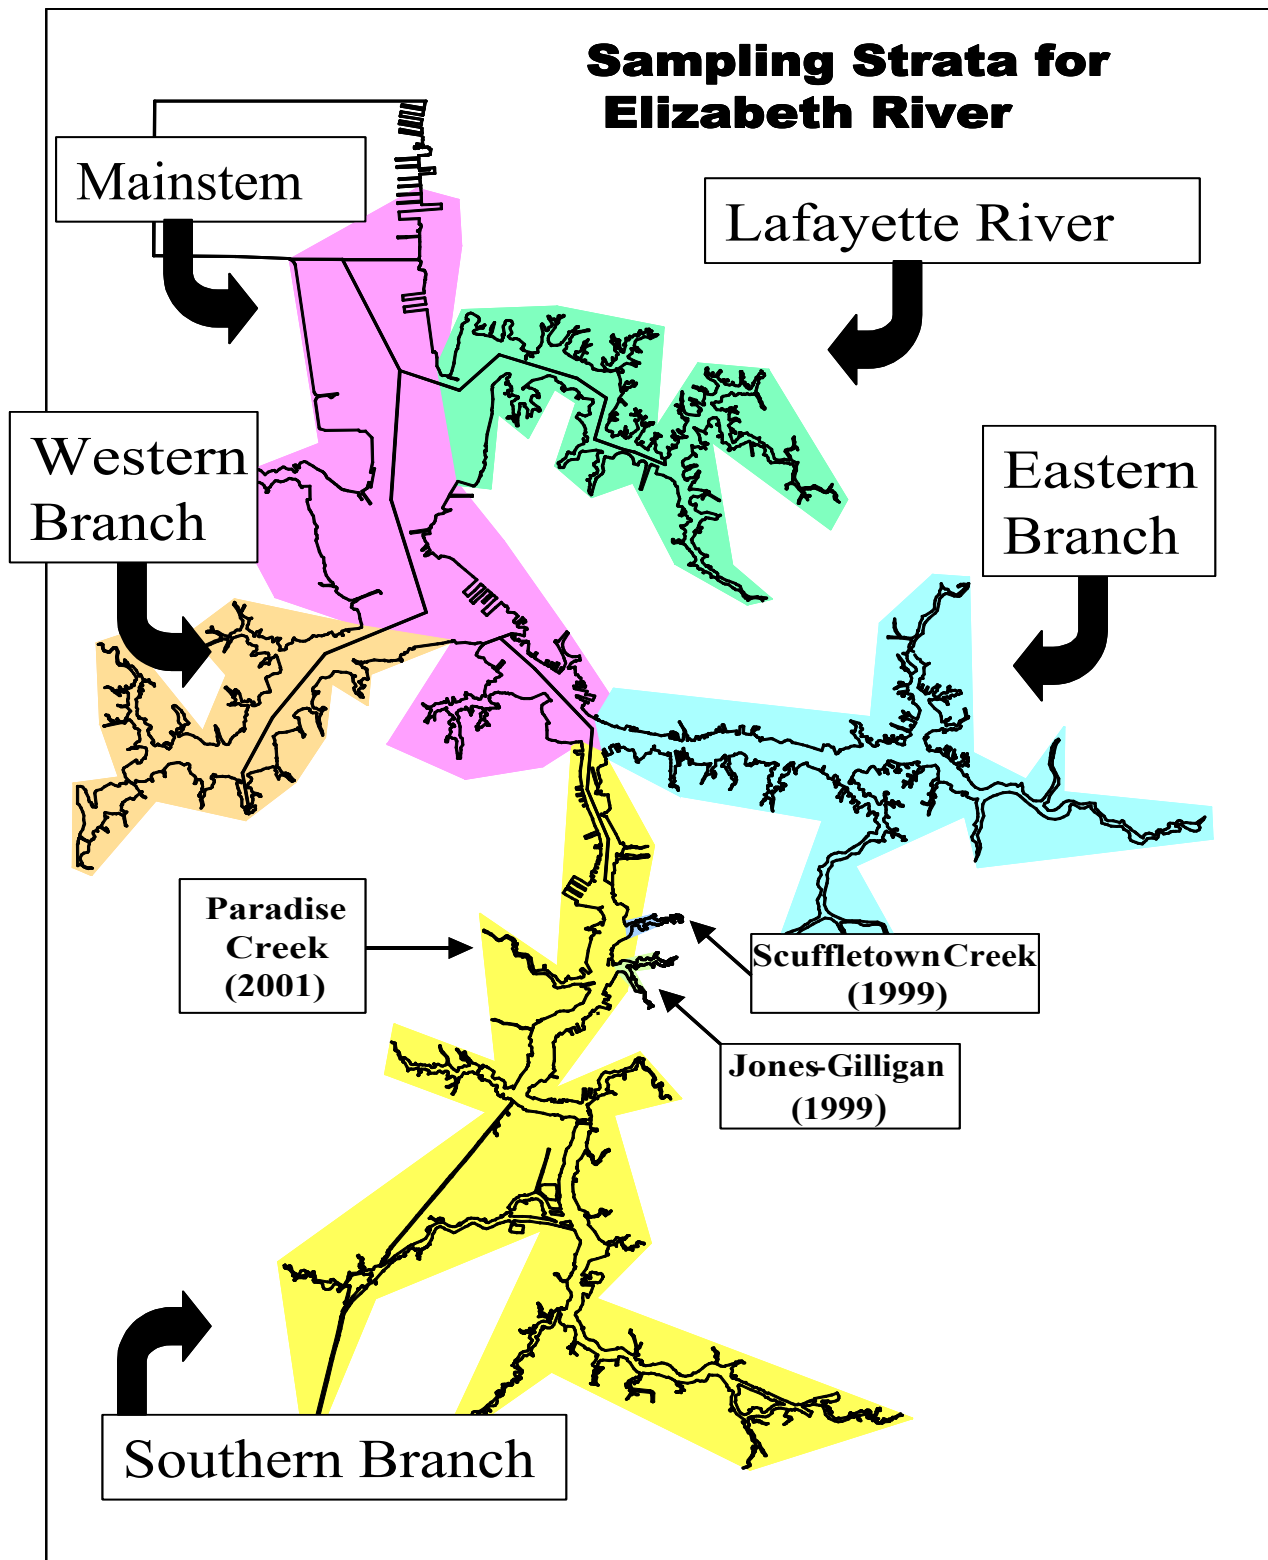 Sampling Strata for
Elizabeth River
Mainstem
Lafayette River
Western
Branch
Eastern
Branch
Paradise
Creek
(2001)
Scuffletown Creek
(1999)
Jones-Gilligan
(1999)
Southern Branch